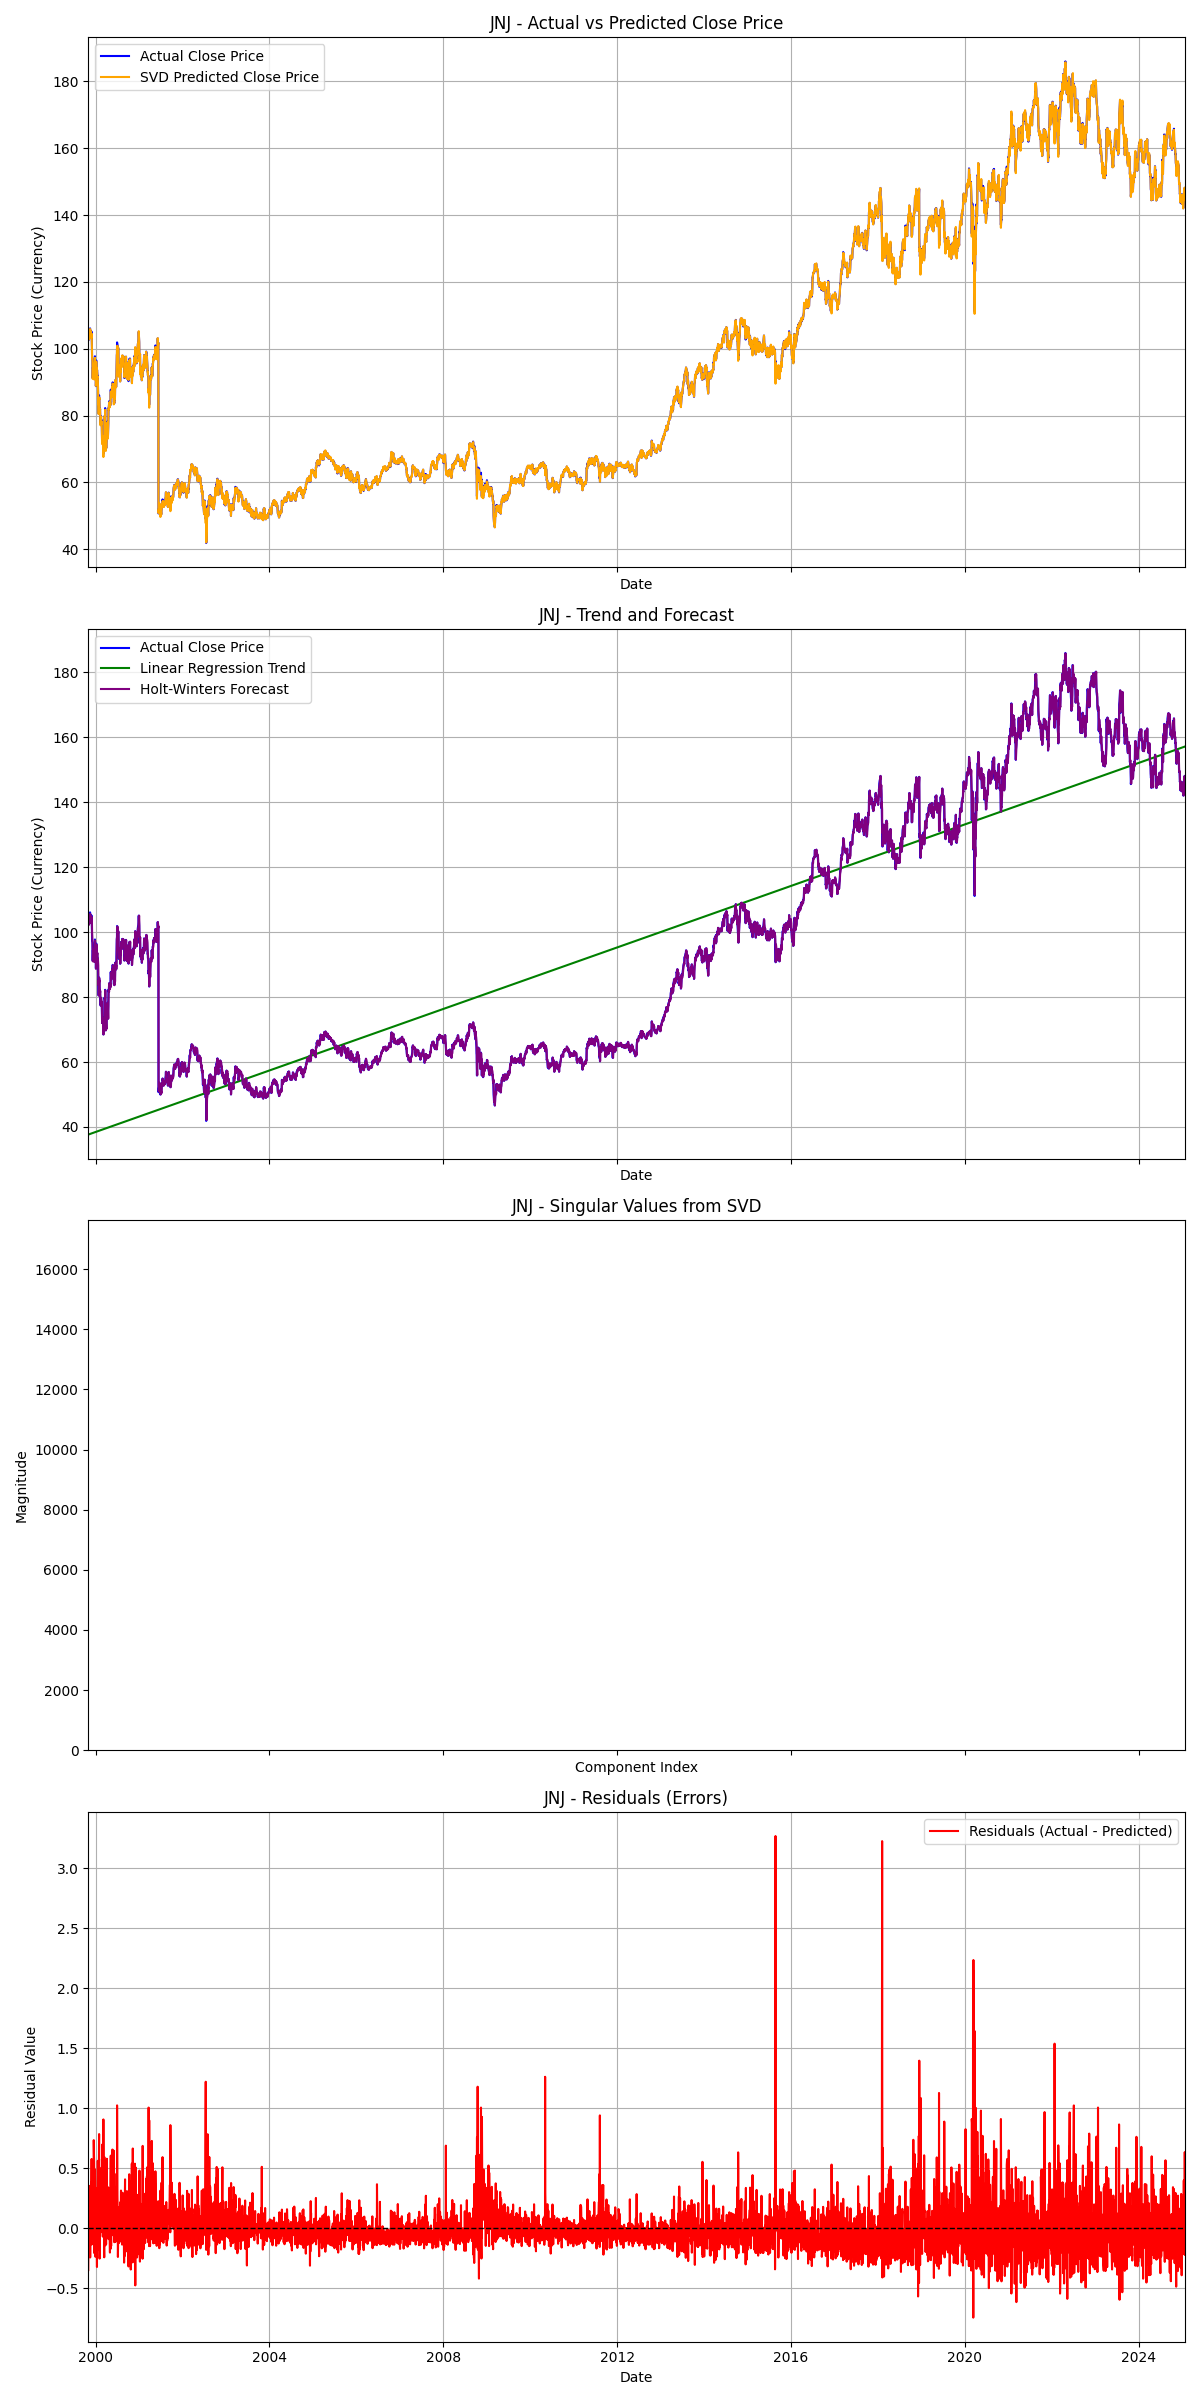 JNJ - Actual vs Predicted Close Price
Actual Close Price
SVD Predicted Close Price
Stock Price (Currency)
180
160
140
120
100
80
60
40
Date
JNJ - Trend and Forecast
Actual Close Price
Linear Regression Trend
Holt-Winters Forecast
Stock Price (Currency)
180
160
140
120
100
80
60
40
Date
JNJ - Singular Values from SVD
Magnitude
16000
14000
12000
10000
8000
6000
4000
2000
0
Component Index
JNJ - Residuals (Errors)
Residuals (Actual - Predicted)
Residual Value
3.0
2.5
2.0
1.5
1.0
0.5
0.0
−0.5
2000 2004 2008 2012 2016 2020 2024
Date